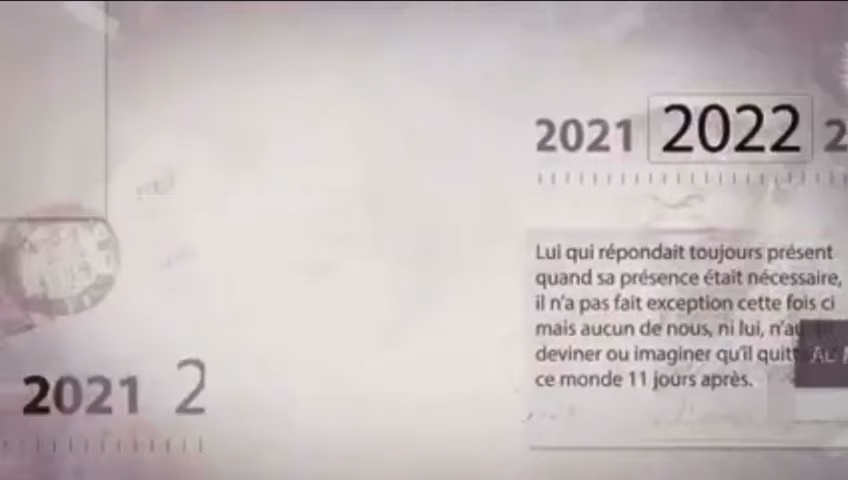 2021 2022 2
Lui qui répondait toujours présent
quand sa présence était nécessaire,
il n'a pas fait exception cette fois ci
mais aucun de nous, ni lui,
deviner ou imaginer qu'il
ce monde 11 jours après.
2021 2